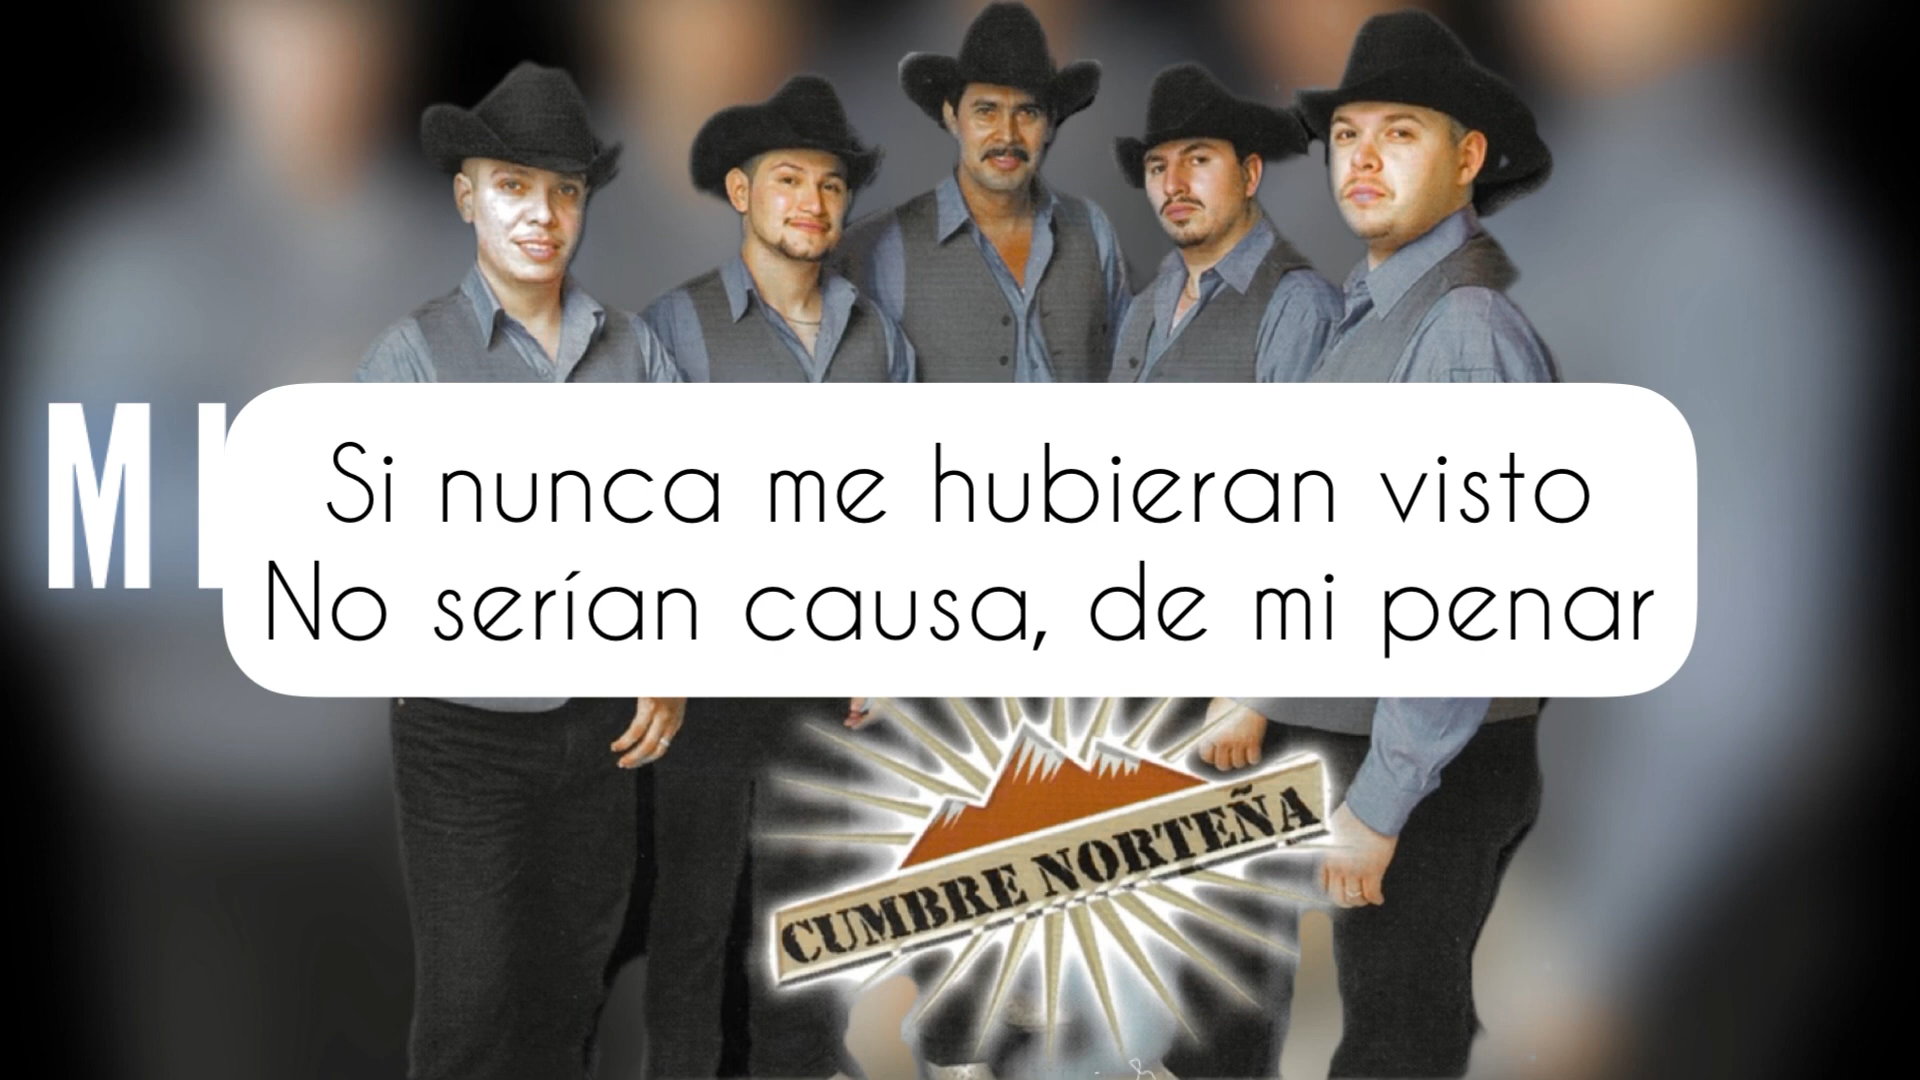 M
Si nunca me hubieran visto
No serían causa, de mi penar
CUMBRE NORTEÑA